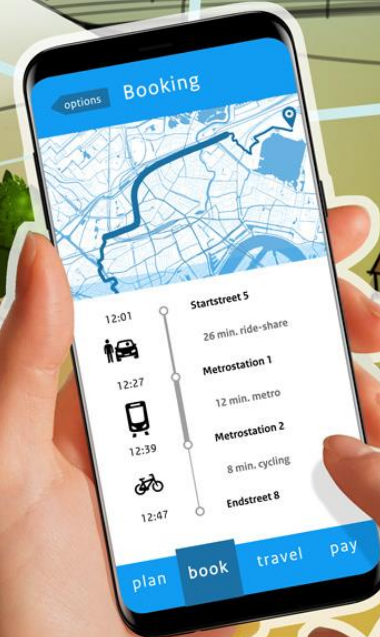 options
Booking
12:01
Startstreet 5
26 min. ride-share
12:27
Metrostation 1
12 min. metro
12:39
Metrostation 2
8 min. cycling
12:47
Endstreet 8
plan
book
travel
pay